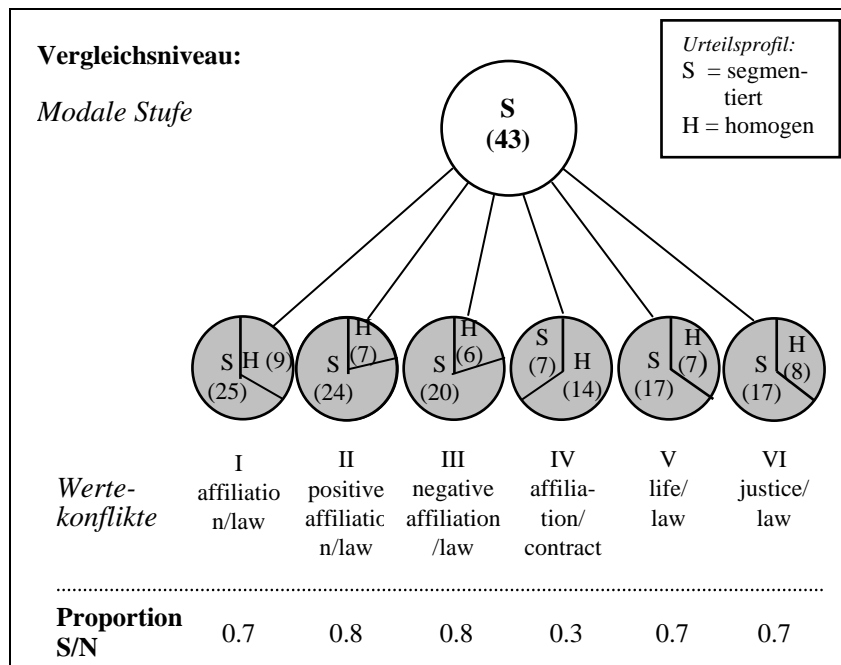 Vergleichsniveau:
Modale Stufe
Urteilsprofil:
S = segmen-
tiert
H = homogen
S
(43)
S
(25)
H (9)
H
(7)
S
(24)
H
(6)
S
(20)
S
(7)
H
(14)
H
(7)
S
(17)
H
(8)
S
(17)
Werte-
konflikte
I
affiliatio
n/law
II
positive
affiliatio
n/law
III
negative
affiliation
/law
IV
affilia-
tion/
contract
V
life/
law
VI
justice/
law
Proportion
S/N
0.7 0.8 0.8 0.3 0.7 0.7